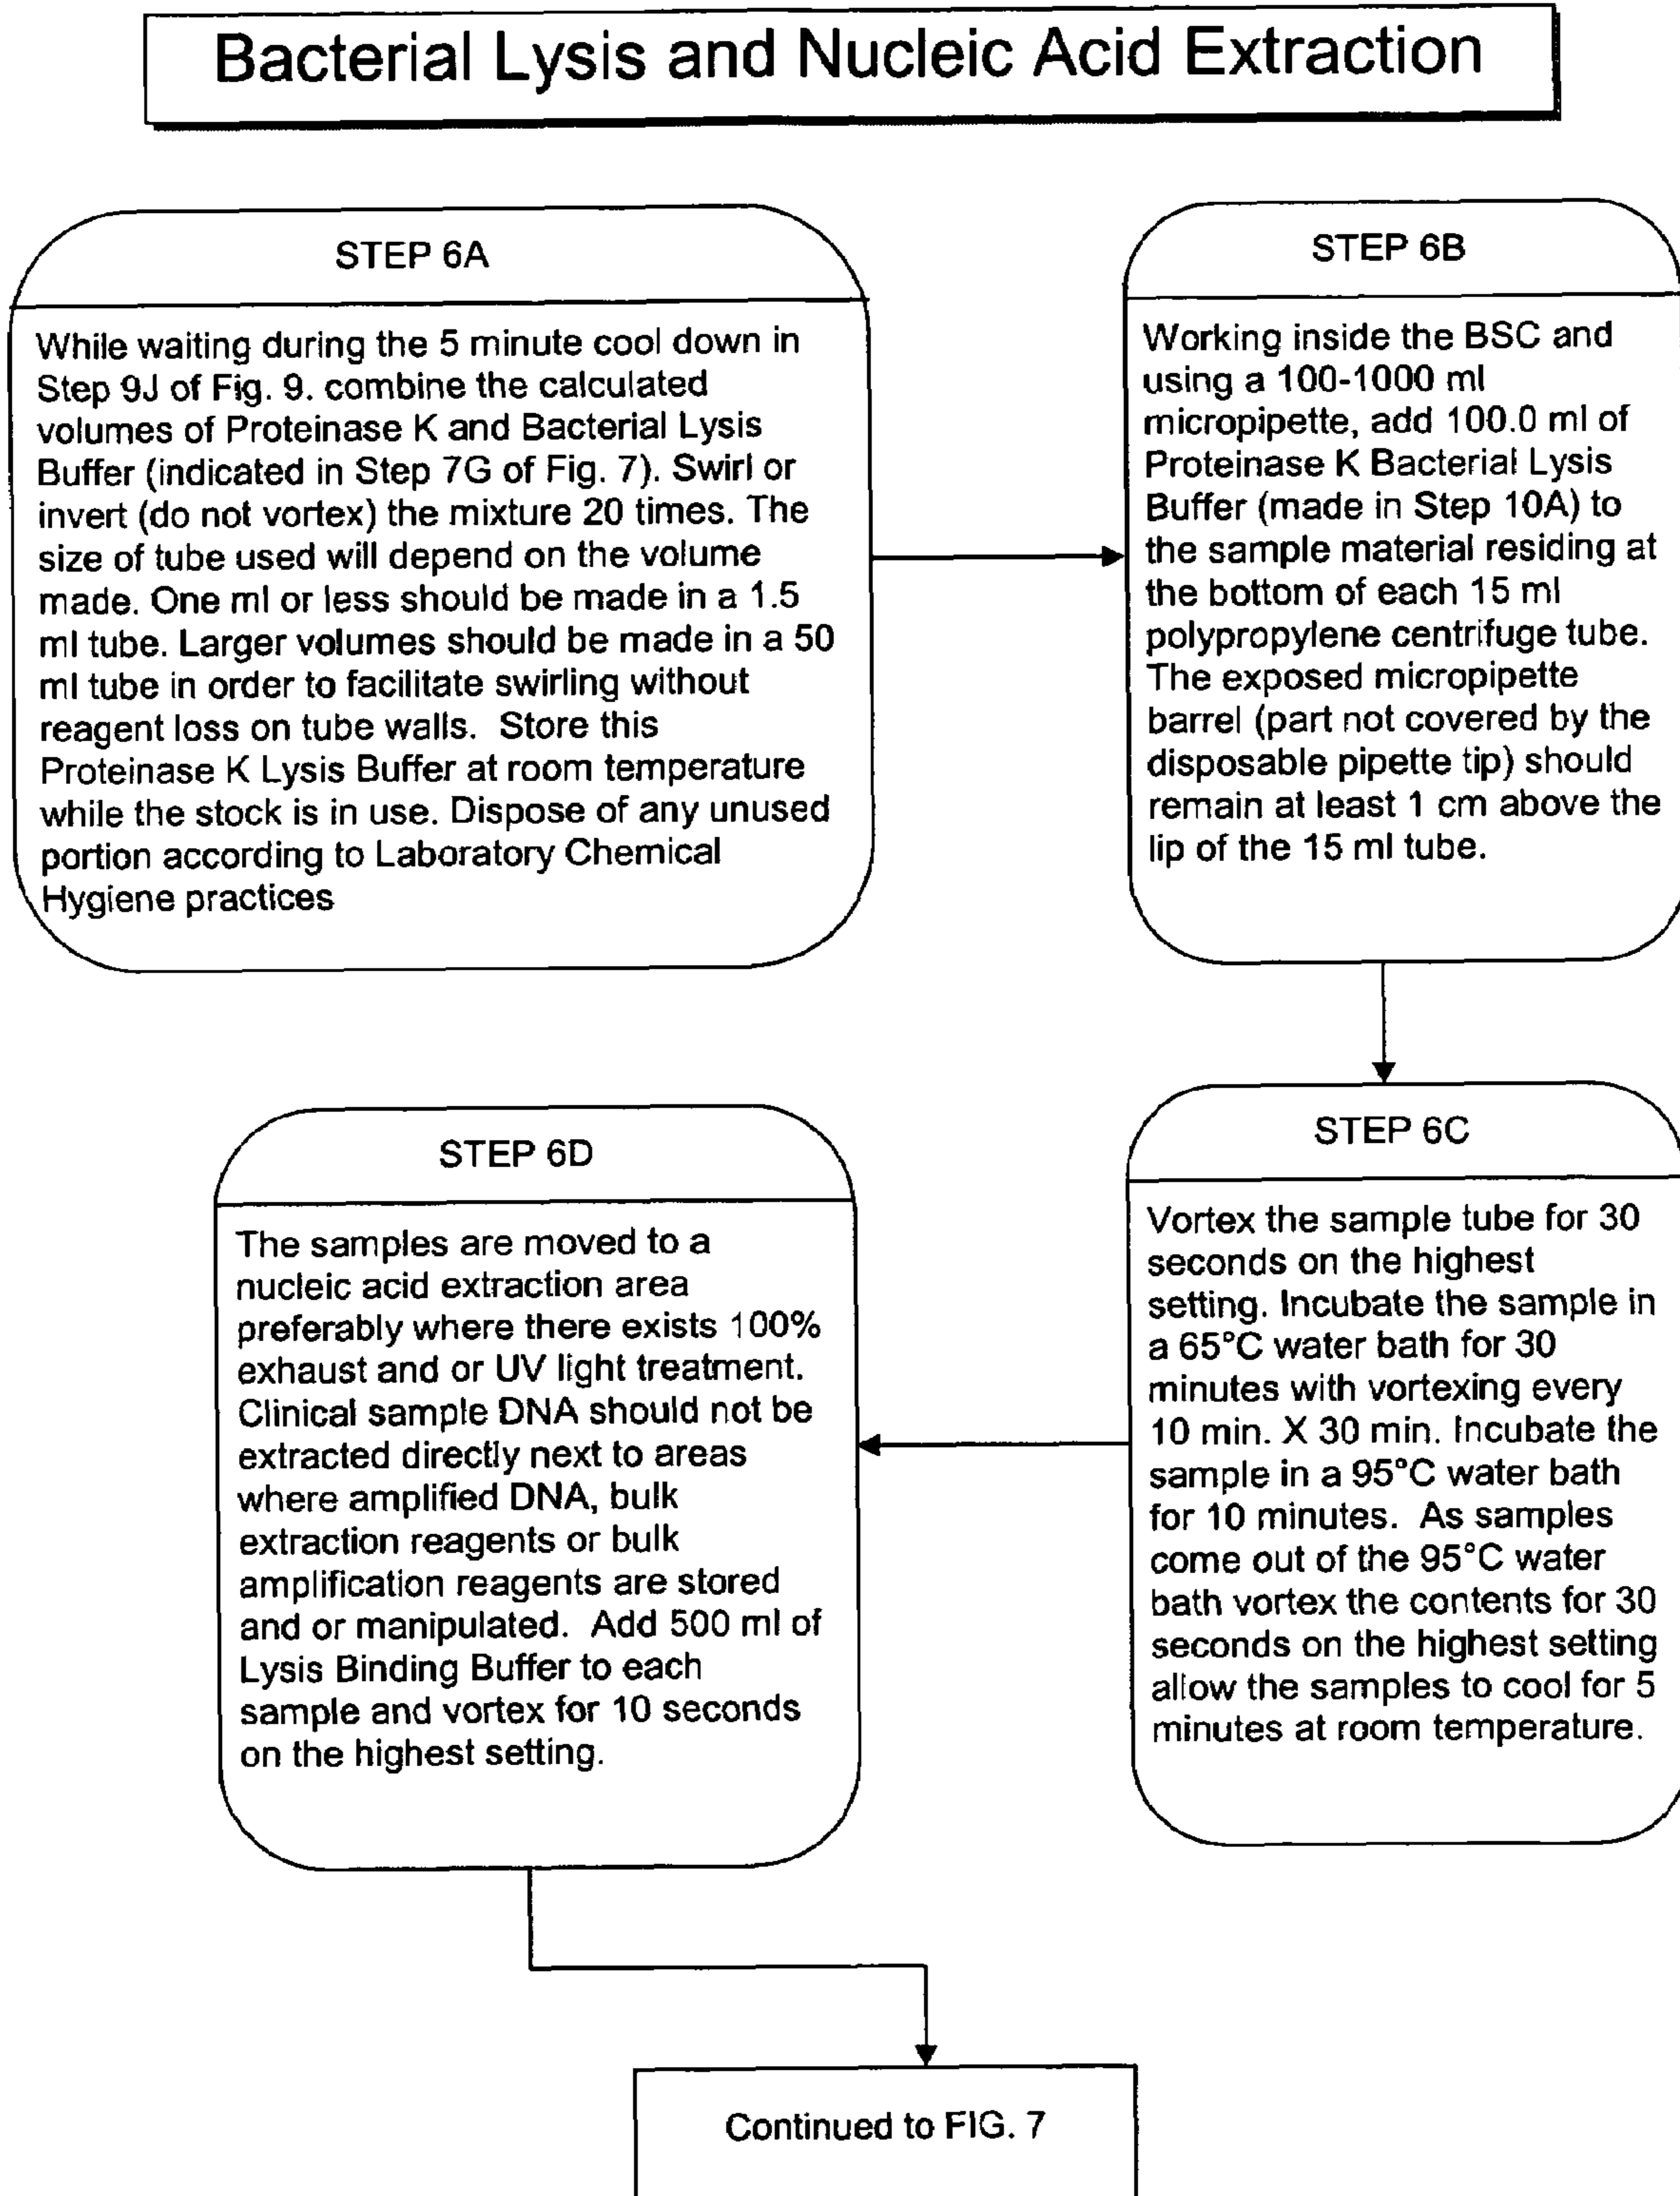 Bacterial Lysis and Nucleic Acid Extraction
STEP 6A
While waiting during the 5 minute cool down in
Step 9J of Fig. 9. combine the calculated
volumes of Proteinase K and Bacterial Lysis
Buffer (indicated in Step 7G of Fig. 7). Swirl or
invert (do not vortex) the mixture 20 times. The
size of tube used will depend on the volume
made. One ml or less should be made in a 1.5
ml tube. Larger volumes should be made in a 50
ml tube in order to facilitate swirling without
reagent loss on tube walls. Store this
Proteinase K Lysis Buffer at room temperature
while the stock is in use. Dispose of any unused
portion according to Laboratory Chemical
Hygiene practices
STEP 6B
Working inside the BSC and
using a 100-1000 ml
micropipette, add 100.0 ml of
Proteinase K Bacterial Lysis
Buffer (made in Step 10A) to
the sample material residing at
the bottom of each 15 ml
polypropylene centrifuge tube.
The exposed micropipette
barrel (part not covered by the
disposable pipette tip) should
remain at least 1 cm above the
lip of the 15 ml tube.
STEP 6C
Vortex the sample tube for 30
seconds on the highest
setting. Incubate the sample in
a 65°C water bath for 30
minutes with vortexing every
10 min. X 30 min. Incubate the
sample in a 95°C water bath
for 10 minutes. As samples
come out of the 95°C water
bath vortex the contents for 30
seconds on the highest setting
allow the samples to cool for 5
minutes at room temperature.
STEP 6D
The samples are moved to a
nucleic acid extraction area
preferably where there exists 100%
exhaust and or UV light treatment.
Clinical sample DNA should not be
extracted directly next to areas
where amplified DNA, bulk
extraction reagents or bulk
amplification reagents are stored
and or manipulated. Add 500 ml of
Lysis Binding Buffer to each
sample and vortex for 10 seconds
on the highest setting.
Continued to FIG. 7